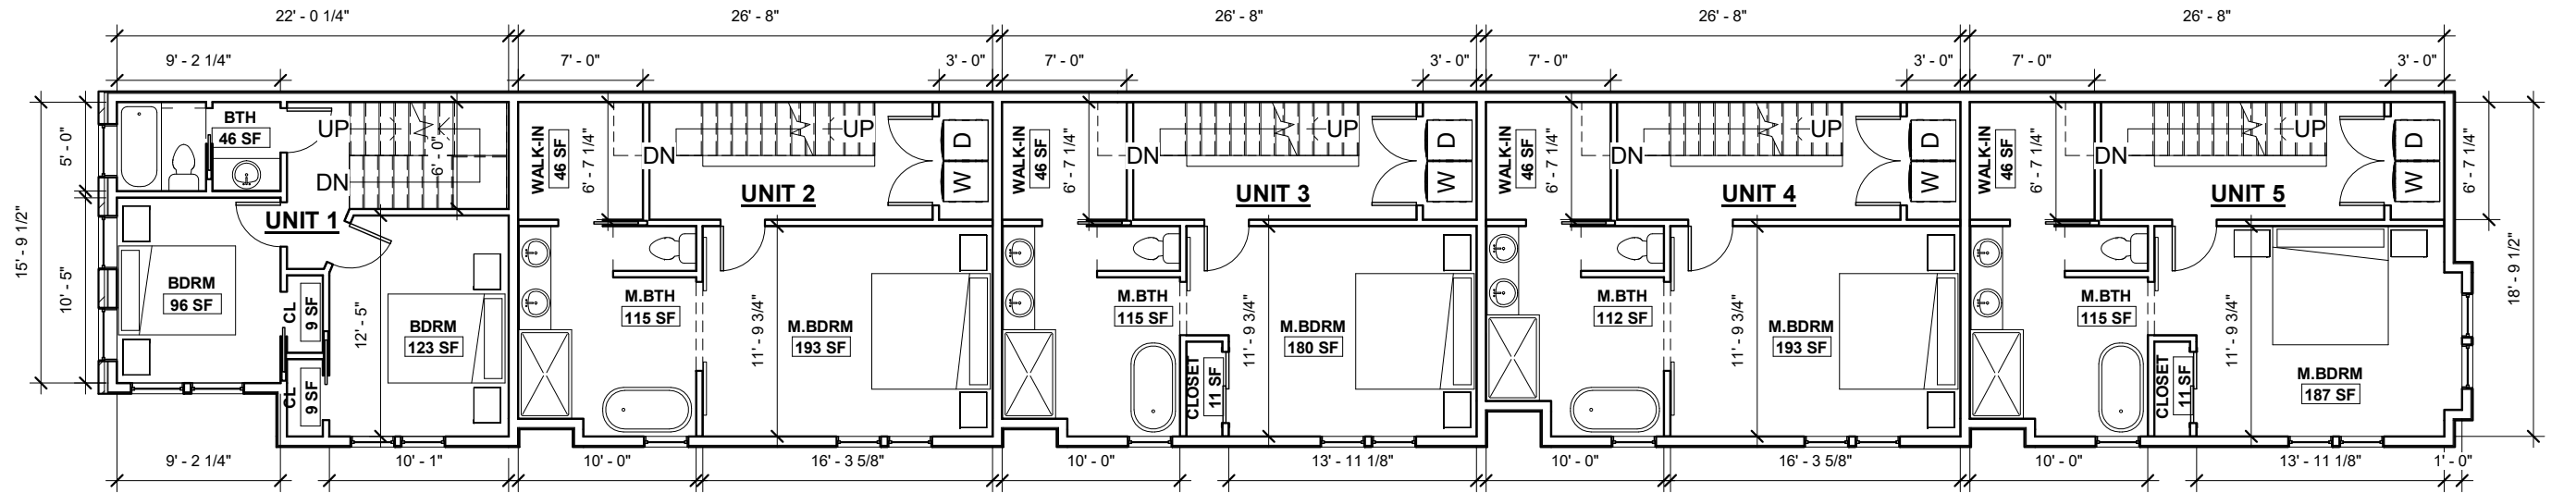 22' - 0 1/4"
26' - 8"
26' - 8"
26' - 8"
26' - 8"
9' - 2 1/4"
7' - 0"
3' - 0"
7' - 0"
3' - 0"
7' - 0"
3' - 0"
7' - 0"
3' - 0"
15' - 9 1/2"
5' - 0"
10' - 5"
BTH
46 SF
UP
DN
6' - 0"
UNIT 1
BDRM
96 SF
CL
9 SF
CL
9 SF
12' - 5"
BDRM
123 SF
WALK-IN
46 SF
6' - 7 1/4"
DN
UP
D
W
UNIT 2
M.BTH
115 SF
11' - 9 3/4"
M.BDRM
193 SF
WALK-IN
46 SF
6' - 7 1/4"
DN
UP
D
W
UNIT 3
M.BTH
115 SF
CLOSET
11 SF
11' - 9 3/4"
M.BDRM
180 SF
WALK-IN
46 SF
6' - 7 1/4"
DN
UP
D
W
UNIT 4
M.BTH
112 SF
11' - 9 3/4"
M.BDRM
193 SF
WALK-IN
46 SF
6' - 7 1/4"
DN
UP
D
W
UNIT 5
M.BTH
115 SF
CLOSET
11 SF
11' - 9 3/4"
M.BDRM
187 SF
6' - 7 1/4"
18' - 9 1/2"
9' - 2 1/4"
10' - 1"
10' - 0"
16' - 3 5/8"
10' - 0"
13' - 11 1/8"
10' - 0"
16' - 3 5/8"
10' - 0"
13' - 11 1/8"
1' - 0"